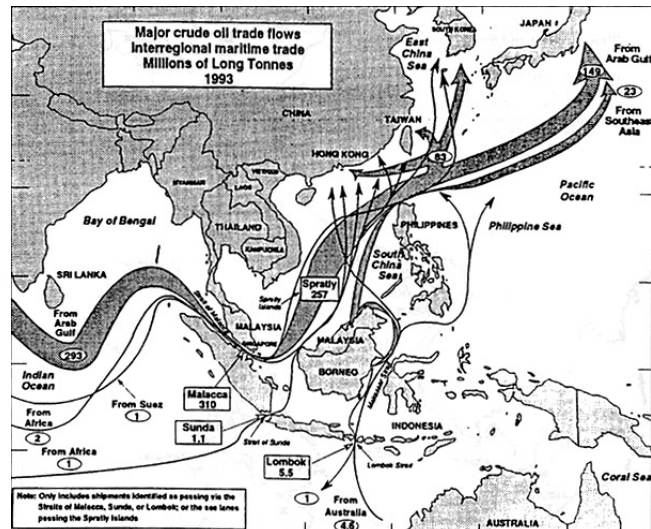 Major crude oil trade flows
Interregional maritime trade
Millions of Long Tonnes
1993
SOUTH KOREA
JAPAN
East
China
Sea
From
Arab Gulf
149
23
From
Southeast
Asia
CHINA
TAIWAN
HONG KONG
83
MYANMAR
VIETNAM
LAOS
THAILAND
KAMPUCHEA
Bay of Bengal
Pacific
Ocean
PHILIPPINES
Philippine Sea
South
China
Sea
SRI LANKA
Spratly
Islands
Spratly
257
From
Arab
Gulf
293
Strait of Malacca
MALAYSIA
SINGAPORE
MALAYSIA
BORNEO
Makassar Strait
Indian
Ocean
From Suez
1
Malacca
310
From
Africa
2
From Africa
1
Sunda
1.1
Strait of Sunda
INDONESIA
Lombok
5.5
Lombok Strait
1
From
Australia
4.6
Coral Sea
Note: Only includes shipments identified as passing via the
Straits of Malacca, Sunda, or Lombok; or the sea lanes
passing the Spratly Islands